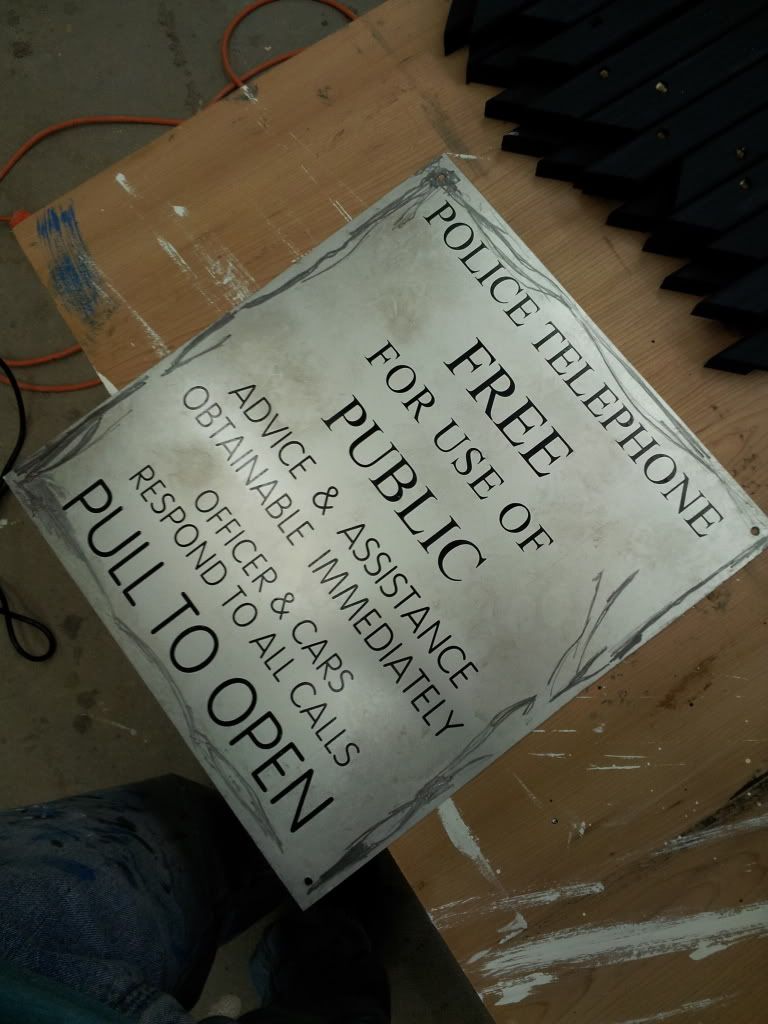 POLICE TELEPHONE
FREE
FOR USE OF
PUBLIC
ADVICE & ASSISTANCE
OBTAINABLE IMMEDIATELY
OFFICER & CARS
RESPOND TO ALL CALLS
PULL TO OPEN